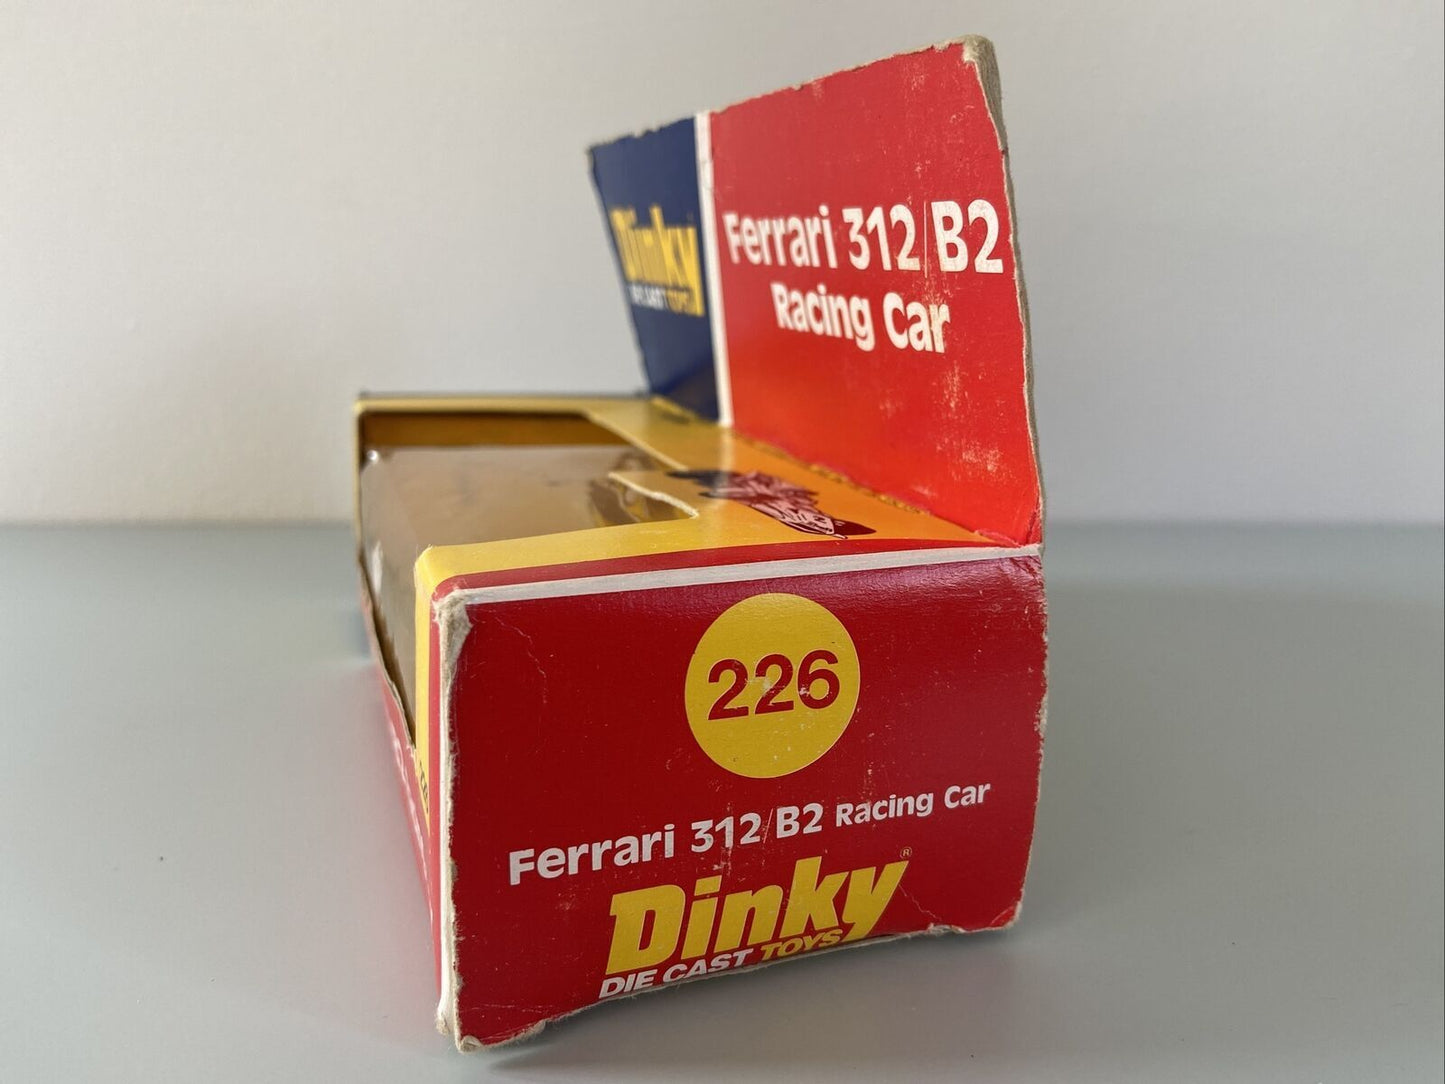 Dinky
DIE CAST TOYS
Ferrari 312/B2
Racing Car
226
Ferrari 312/B2 Racing Car
Dinky®
DIE CAST TOYS